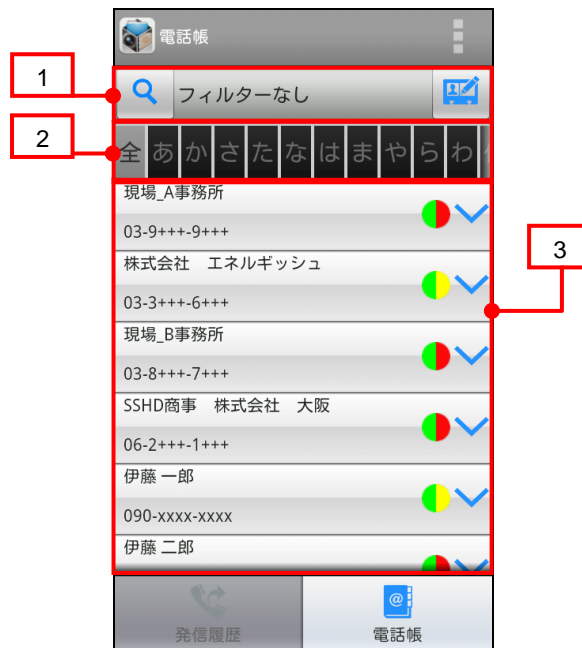 電話帳
1
フィルターなし
2
全 あ か さ た な は ま や ら わ
現場_A事務所
03-9+++-9+++
株式会社　エネルギッシュ
03-3+++-6+++
3
現場_B事務所
03-8+++-7+++
SSHD商事　株式会社　大阪
06-2+++-1+++
伊藤 一郎
090-xxxx-xxxx
伊藤 二郎
@
発信履歴
電話帳